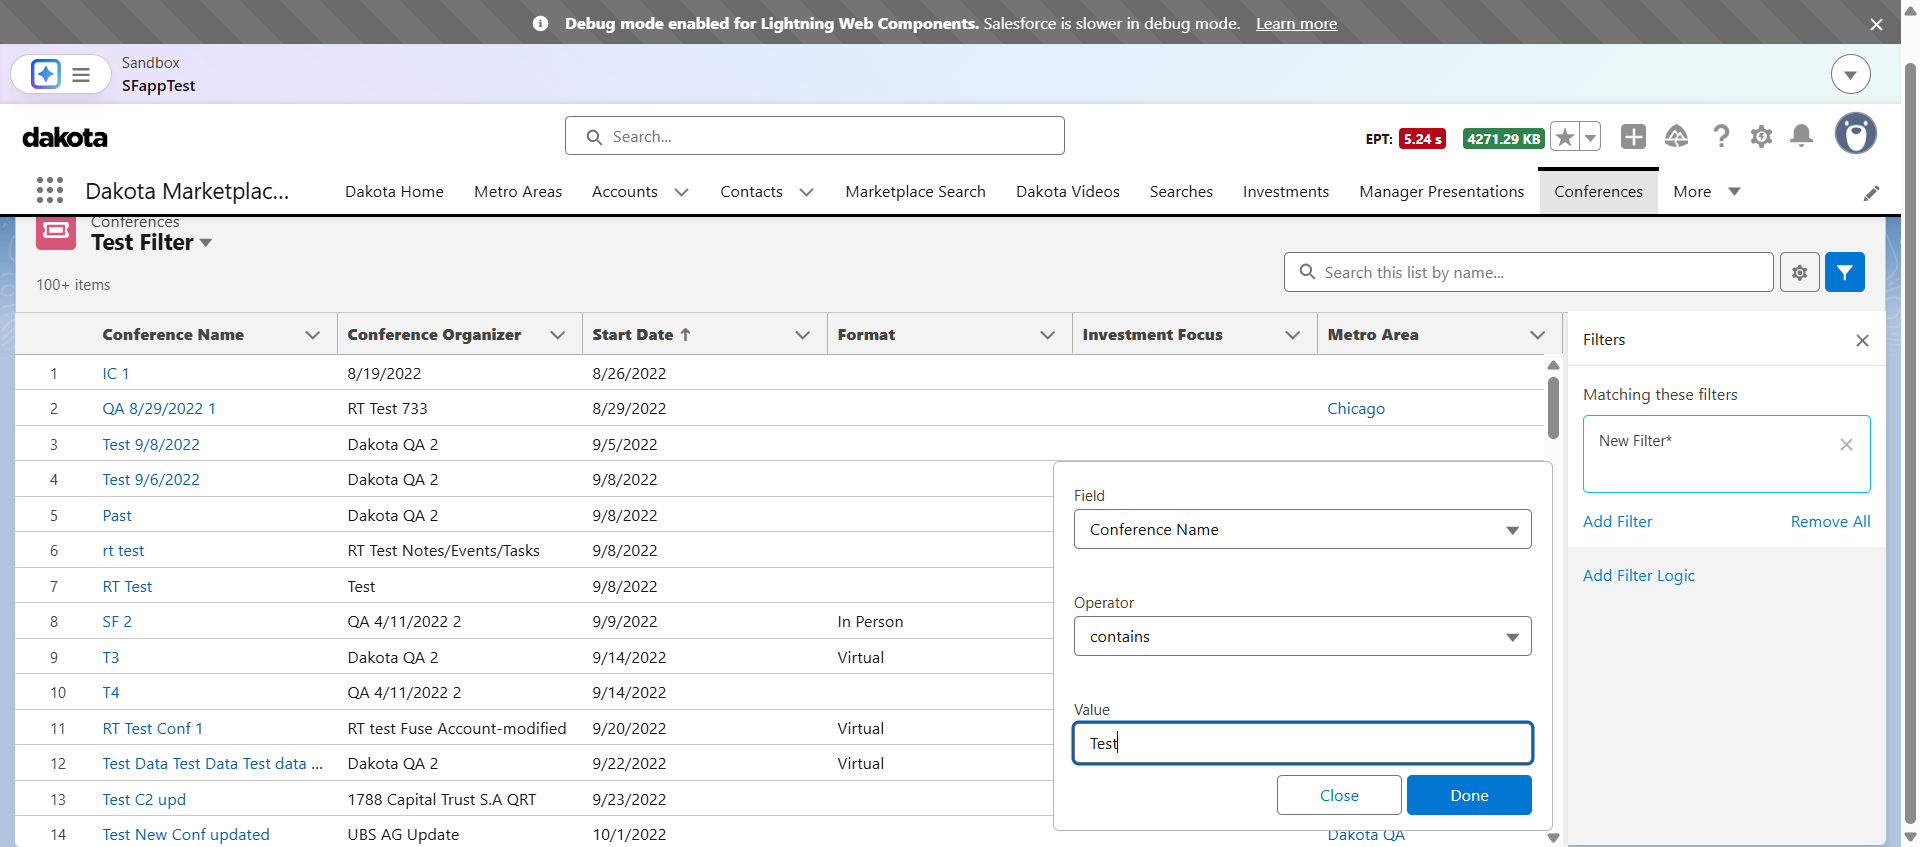 Debug mode enabled for Lightning Web Components. Salesforce is slower in debug mode. Learn more
Sandbox
SFappTest
dakota
Search...
EPT: 5.24 s 4271.29 KB
Dakota Marketplac...
Dakota Home Metro Areas Accounts Contacts Marketplace Search Dakota Videos Searches Investments Manager Presentations Conferences More
Conferences
Test Filter
100+ items
Search this list by name...
Conference Name Conference Organizer Start Date Format Investment Focus Metro Area
1 IC 1 8/19/2022 8/26/2022
2 QA 8/29/2022 1 RT Test 733 8/29/2022 Chicago
3 Test 9/8/2022 Dakota QA 2 9/5/2022
4 Test 9/6/2022 Dakota QA 2 9/8/2022
5 Past Dakota QA 2 9/8/2022
6 rt test RT Test Notes/Events/Tasks 9/8/2022
7 RT Test Test 9/8/2022
8 SF 2 QA 4/11/2022 2 9/9/2022 In Person
9 T3 Dakota QA 2 9/14/2022 Virtual
10 T4 QA 4/11/2022 2 9/14/2022
11 RT Test Conf 1 RT test Fuse Account-modified 9/20/2022 Virtual
12 Test Data Test Data Test data ... Dakota QA 2 9/22/2022 Virtual
13 Test C2 upd 1788 Capital Trust S.A QRT 9/23/2022
14 Test New Conf updated UBS AG Update 10/1/2022 Dakota QA
Field
Conference Name
Operator
contains
Value
Test
Close Done
Filters
Matching these filters
New Filter*
Add Filter Remove All
Add Filter Logic